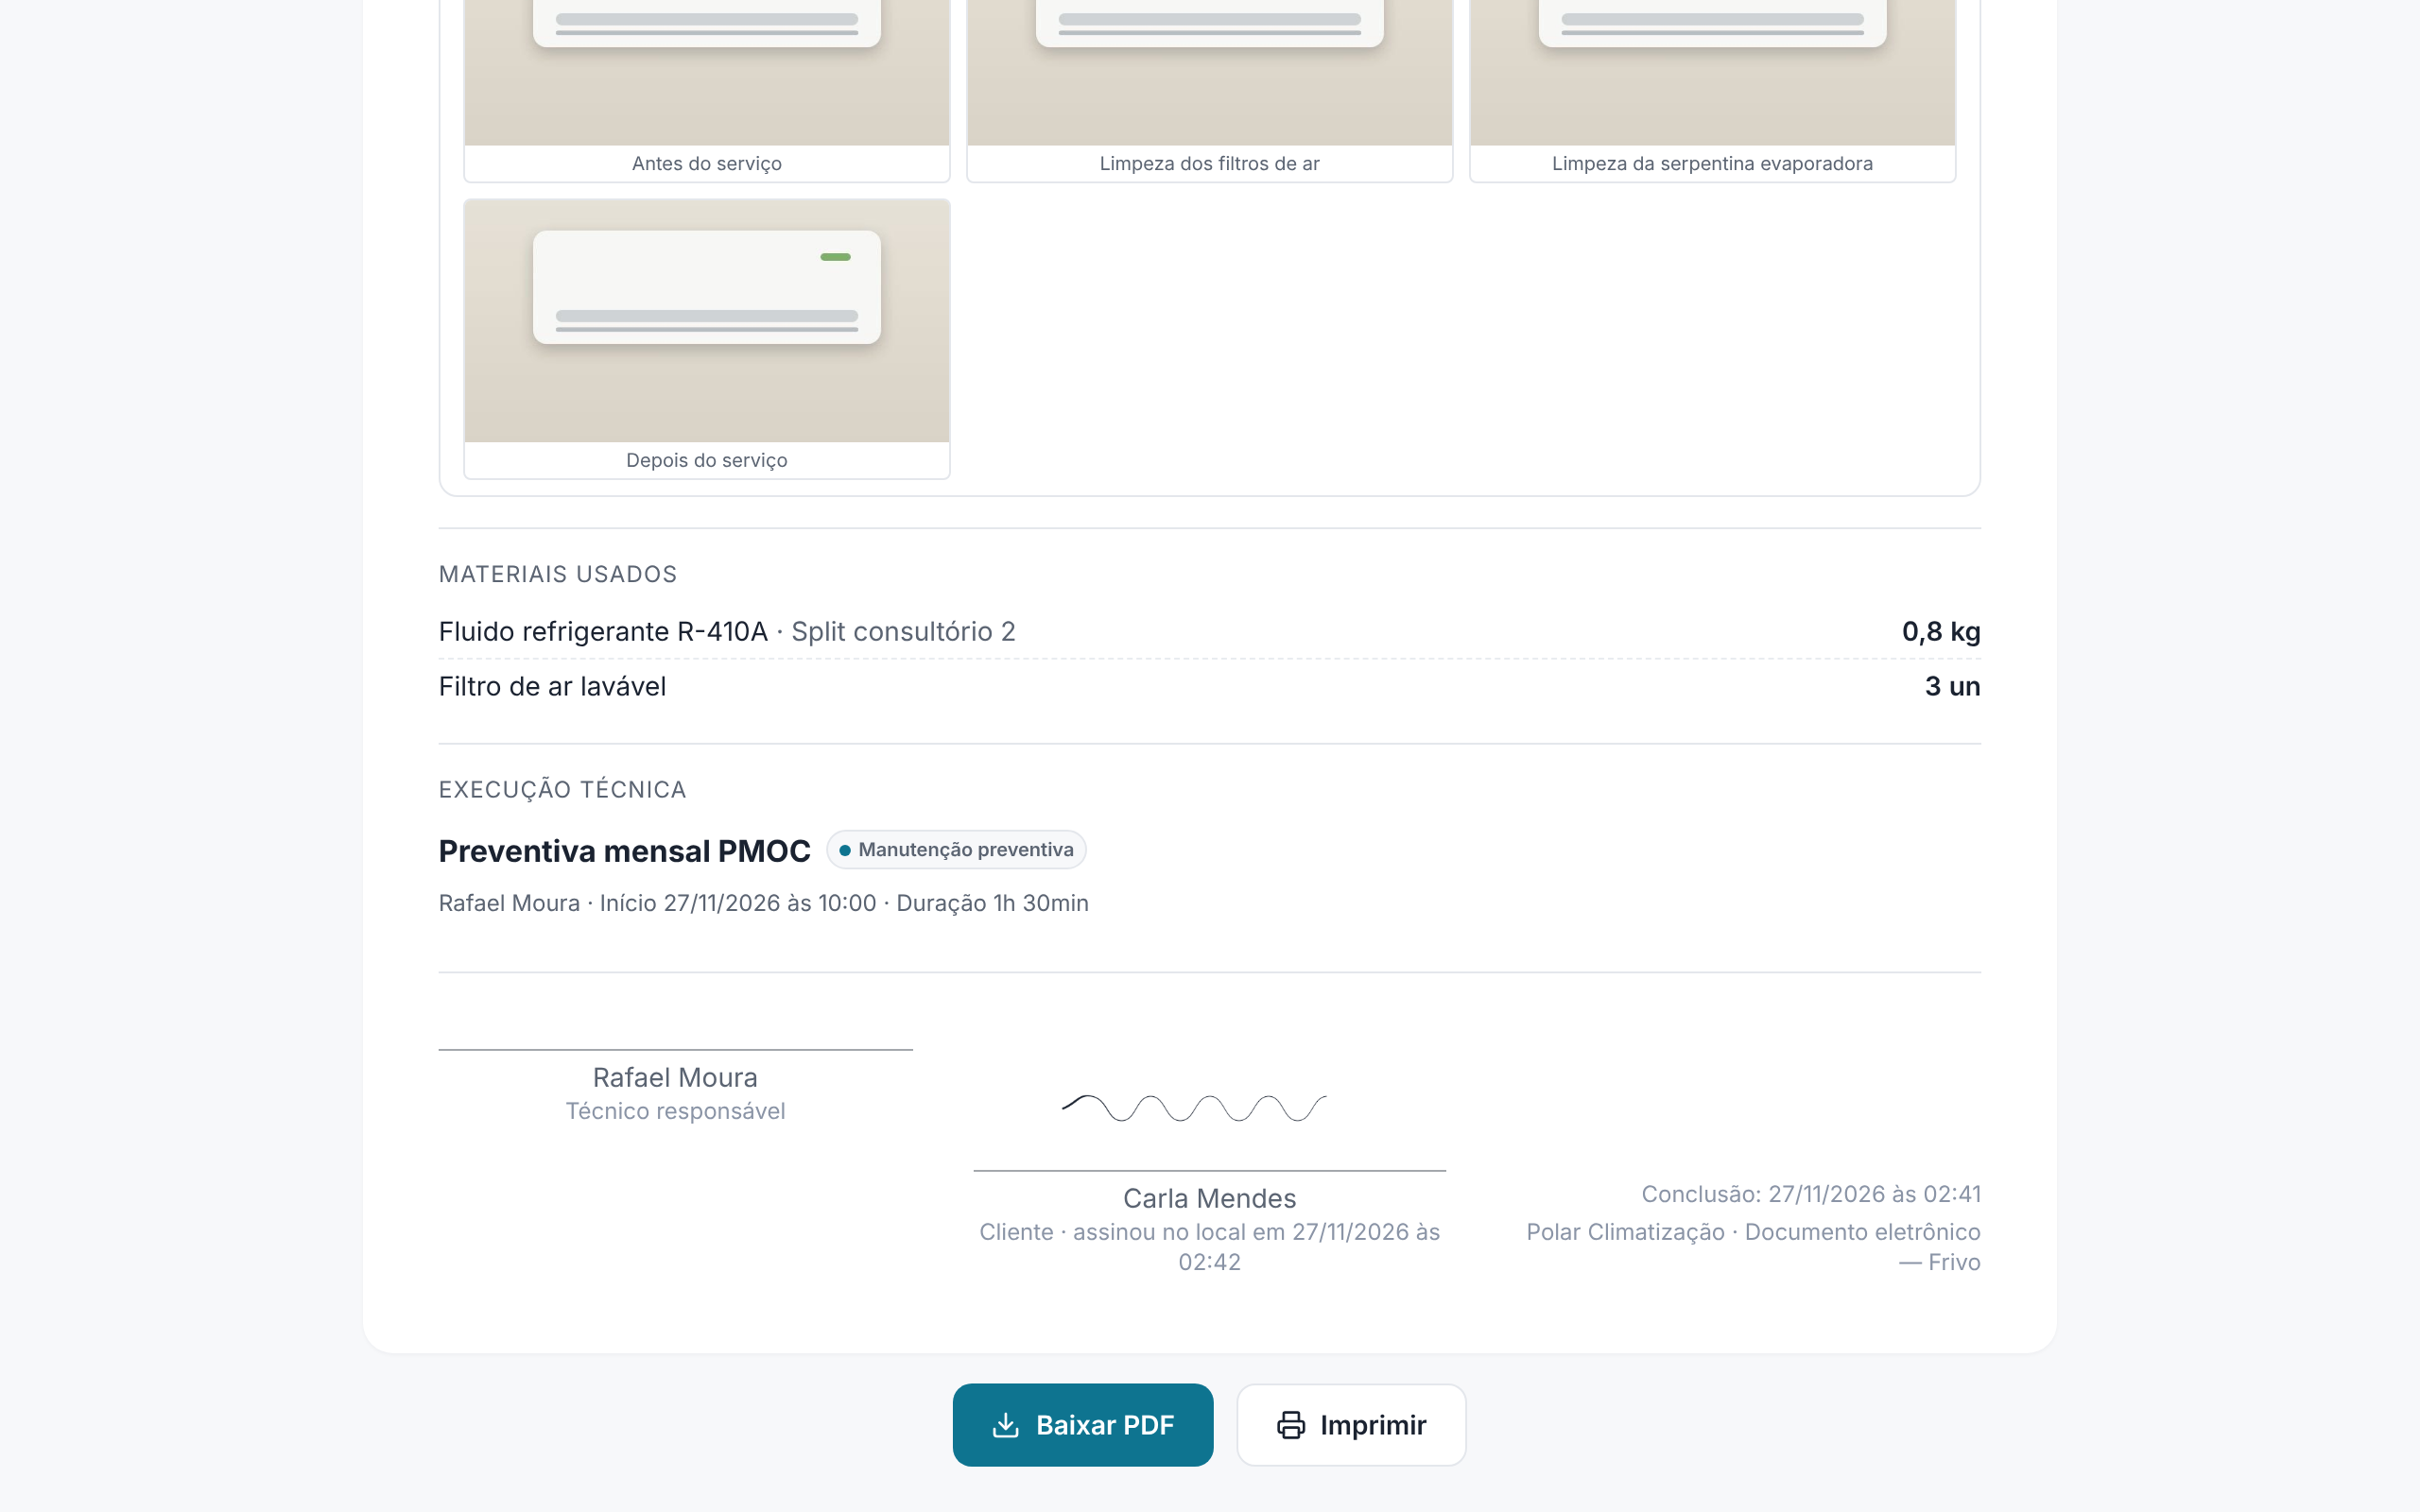 Antes do serviço
Limpeza dos filtros de ar
Limpeza da serpentina evaporadora
Depois do serviço
MATERIAIS USADOS
Fluido refrigerante R-410A · Split consultório 2
0,8 kg
Filtro de ar lavável
3 un
EXECUÇÃO TÉCNICA
Preventiva mensal PMOC
Manutenção preventiva
Rafael Moura · Início 27/11/2026 às 10:00 · Duração 1h 30min
Rafael Moura
Técnico responsável
Carla Mendes
Cliente · assinou no local em 27/11/2026 às
02:42
Conclusão: 27/11/2026 às 02:41
Polar Climatização · Documento eletrônico
— Frivo
Baixar PDF
Imprimir